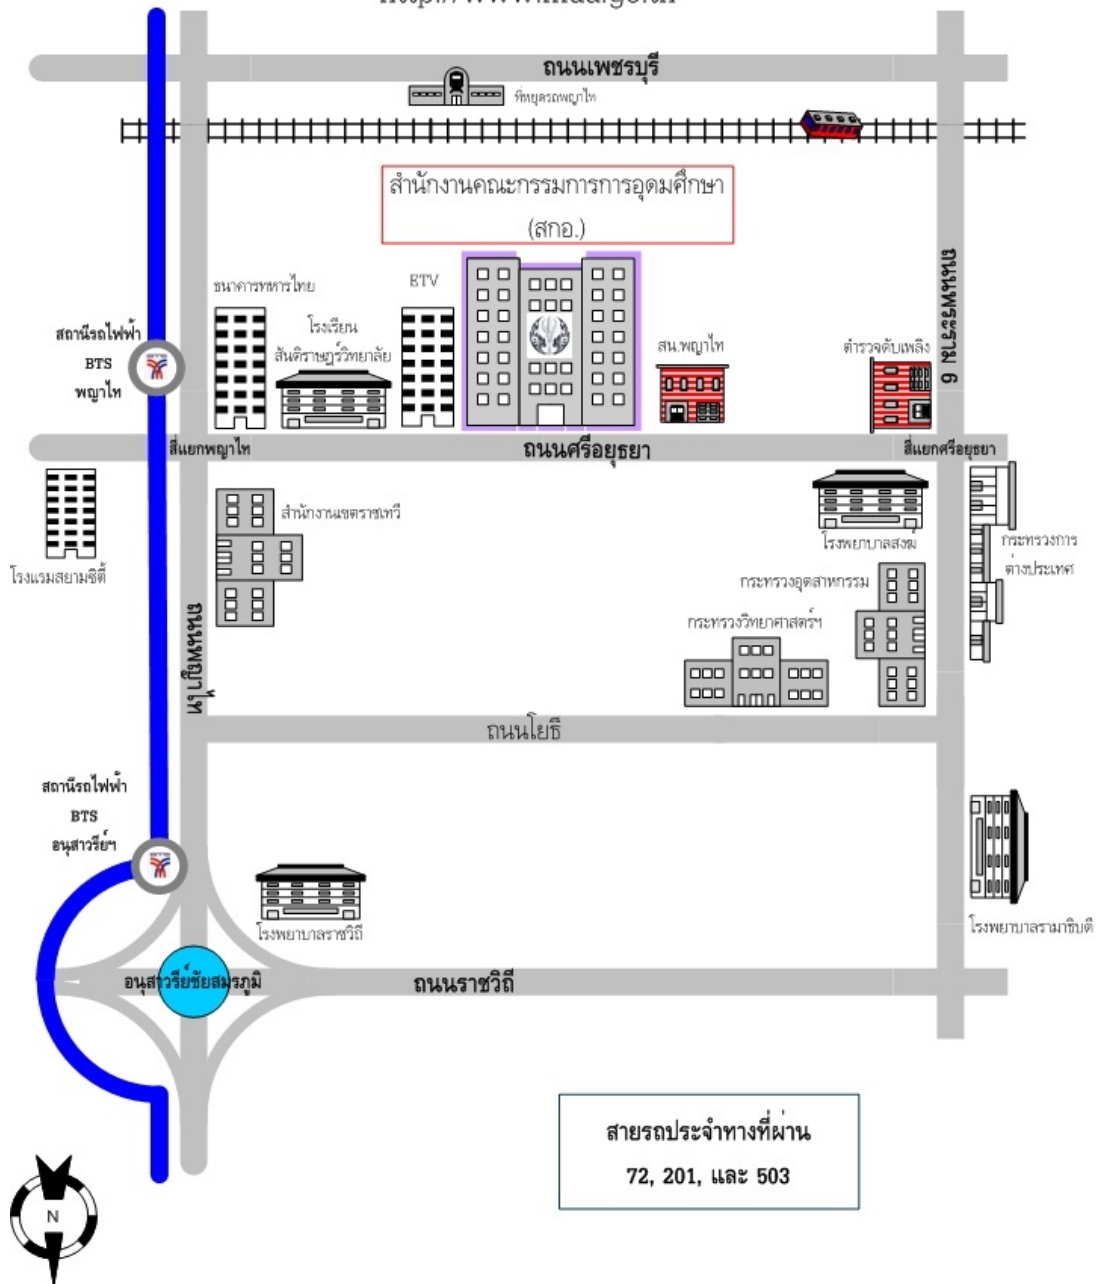 ถนนเพชรบุรี
ที่หยุดรถพญาไท
สำนักงานคณะกรรมการการอุดมศึกษา
(สกอ.)
ธนาคารทหารไทย
ETV
โรงเรียน
สันติราษฎร์วิทยาลัย
สถานีรถไฟฟ้า
BTS
พญาไท
สน.พญาไท
ตำรวจดับเพลิง
ถนนพระราม 6
สี่แยกพญาไท
ถนนศรีอยุธยา
สี่แยกศรีอยุธยา
สำนักงานเขตราชเทวี
โรงแรมสยามซิตี้
โรงพยาบาลสงฆ์
กระทรวงการ
ต่างประเทศ
กระทรวงอุตสาหกรรม
กระทรวงวิทยาศาสตร์ฯ
ถนนพญาไท
ถนนโยธี
สถานีรถไฟฟ้า
BTS
อนุสาวรีย์ฯ
โรงพยาบาลราชวิถี
โรงพยาบาลรามาธิบดี
อนุสาวรีย์ชัยสมรภูมิ
ถนนราชวิถี
สายรถประจำทางที่ผ่าน
72, 201, และ 503
N